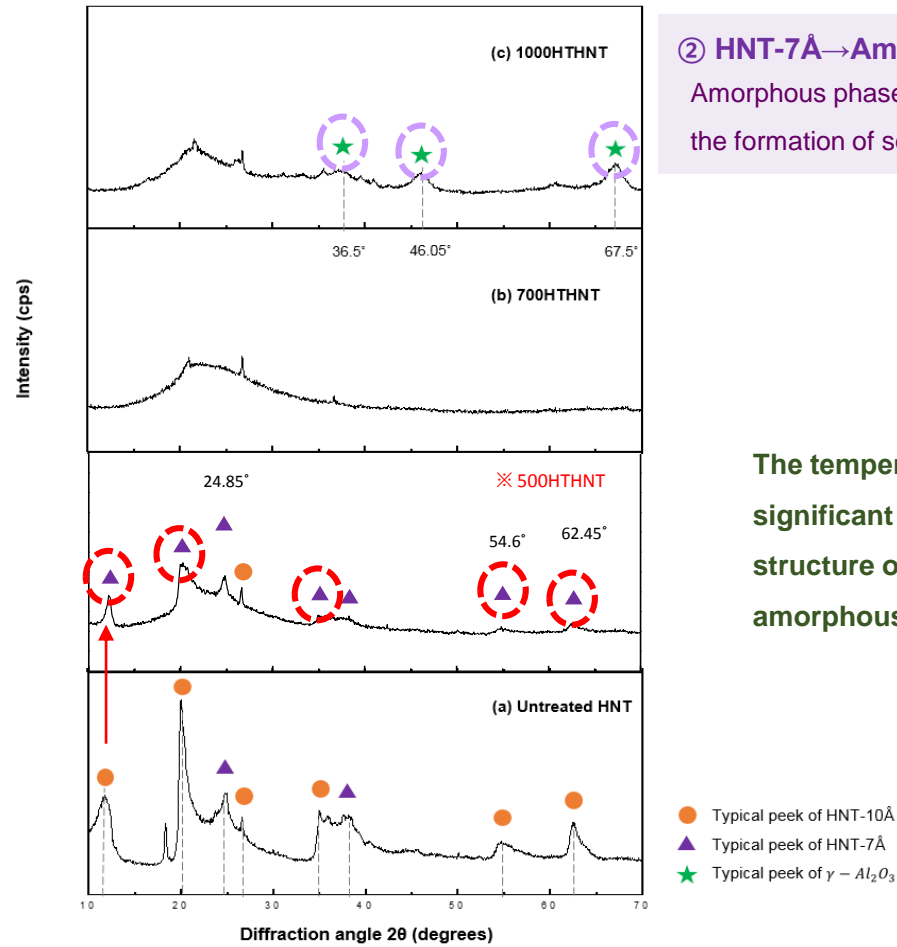 (c) 1000HTHNT
36.5°
46.05°
67.5°
(b) 700HTHNT
24.85°
※ 500HTHNT
54.6°
62.45°
(a) Untreated HNT
Intensity (cps)
10 20 30 40 50 60 70
Diffraction angle 2θ (degrees)
② HNT-7Å→Am
Amorphous phase
the formation of s
The temper
significant
structure o
amorphous
Typical peek of HNT-10Å
Typical peek of HNT-7Å
Typical peek of γ − Al₂O₃